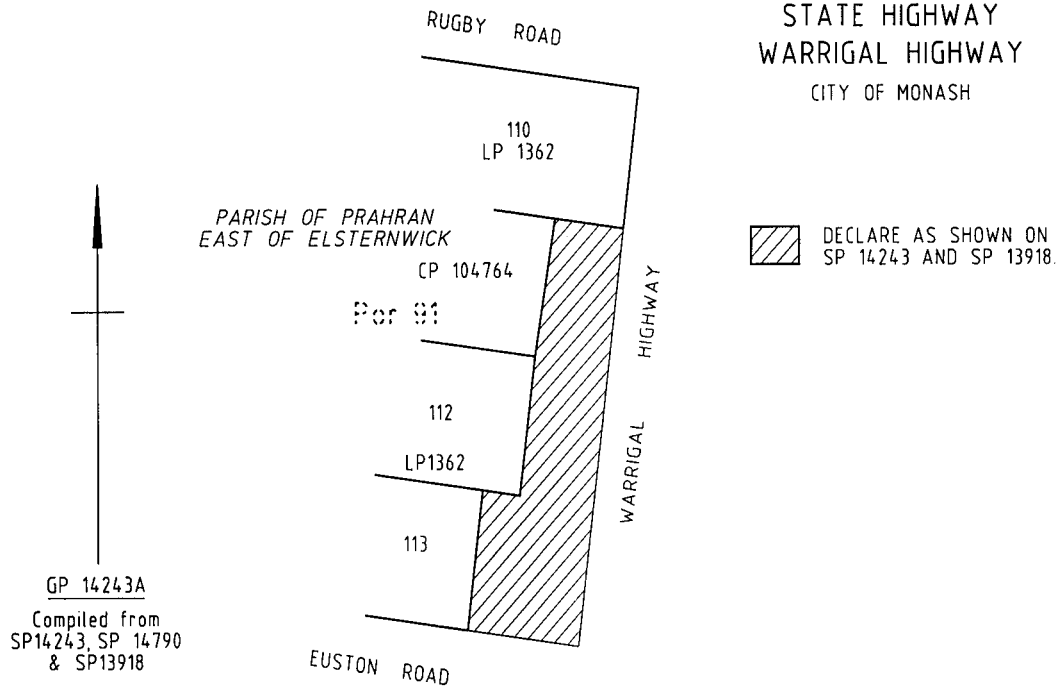 RUGBY ROAD
STATE HIGHWAY
WARRIGAL HIGHWAY
CITY OF MONASH
110
LP 1362
PARISH OF PRAHRAN
EAST OF ELSTERNWICK
CP 104764
Por 91
DECLARE AS SHOWN ON
SP 14243 AND SP 13918.
WARRIGAL HIGHWAY
112
LP1362
113
GP 14243A
Compiled from
SP14243, SP 14790
& SP13918
EUSTON ROAD